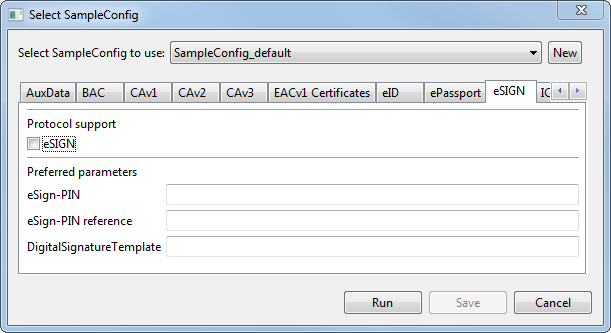 Select SampleConfig
Select SampleConfig to use: SampleConfig_default New
AuxData BAC CAv1 CAv2 CAv3 EACv1 Certificates eID ePassport eSIGN
Protocol support
eSIGN
Preferred parameters
eSign-PIN
eSign-PIN reference
DigitalSignatureTemplate
Run Save Cancel